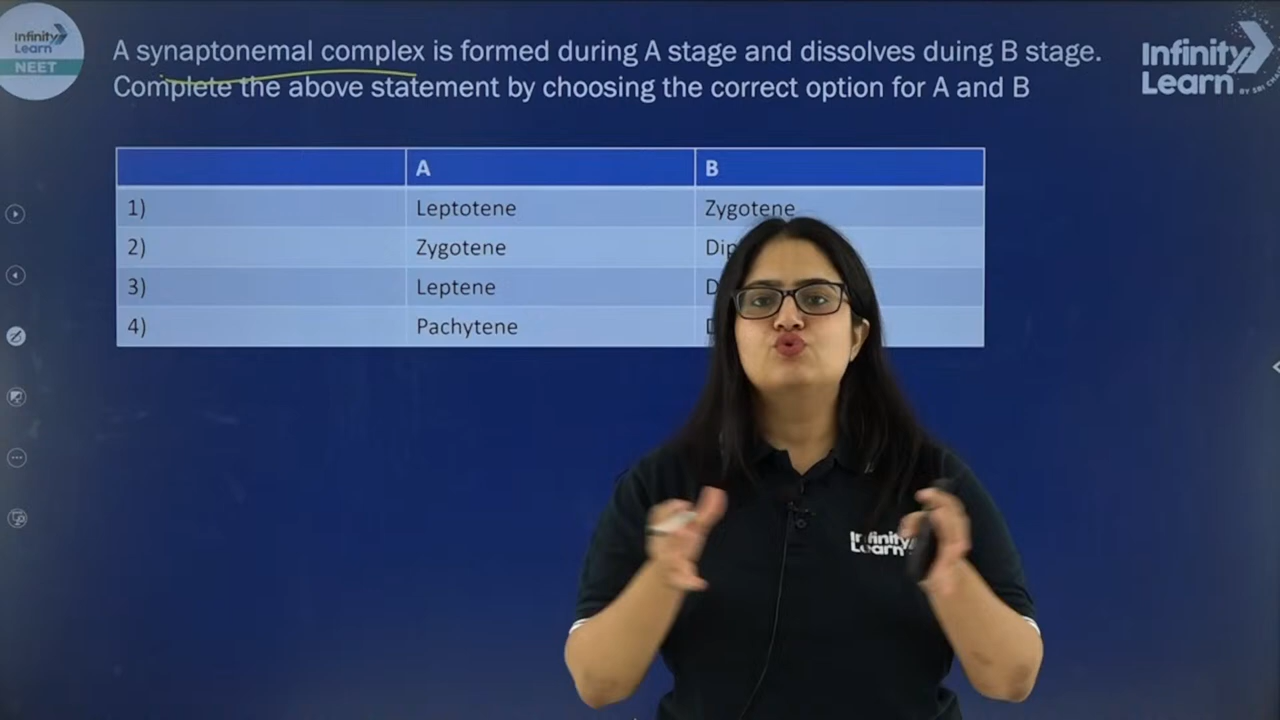 Infinity
Learn
NEET
A synaptonemal complex is formed during A stage and dissolves duing B stage.
Complete the above statement by choosing the correct option for A and B
Infinity
Learn
A B
1) Leptotene Zygotene
2) Zygotene
3) Leptene
4) Pachytene
Infinity
Learn